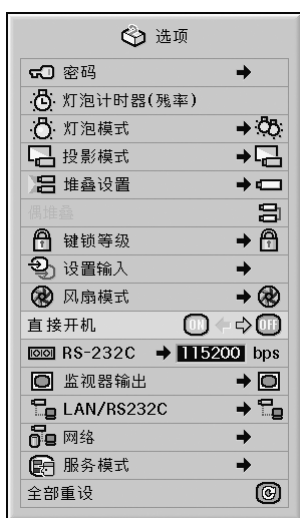 选项
密码
灯泡计时器(残率)
灯泡模式
投影模式
堆叠设置
偶堆叠
键锁等级
设置输入
风扇模式
直接开机 ON OFF
RS-232C 115200 bps
监视器输出
LAN/RS232C
网络
服务模式
全部重设